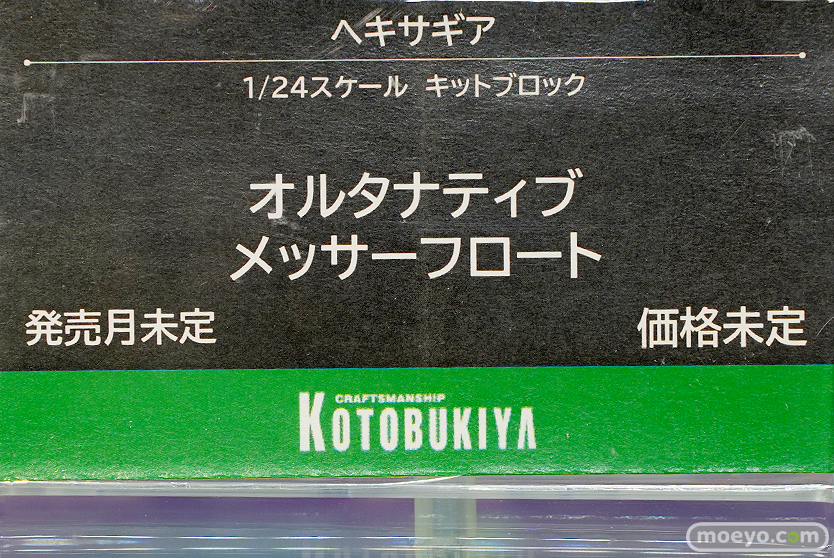 ヘキサギア
1/24スケール キットブロック
オルタナティブ
メッサーフロート
発売月未定
価格未定
CRAFTSMANSHIP
KOTOBUKIYA
moeyo.com